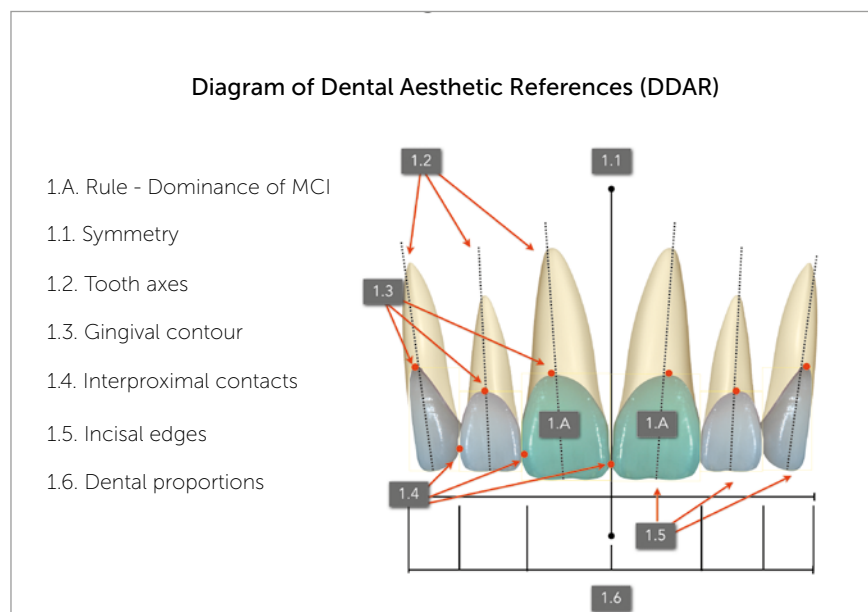 Diagram of Dental Aesthetic References (DDAR)
1.A. Rule - Dominance of MCI
1.1. Symmetry
1.2. Tooth axes
1.3. Gingival contour
1.4. Interproximal contacts
1.5. Incisal edges
1.6. Dental proportions
1.2
1.1
1.3
1.A
1.A
1.4
1.5
1.6